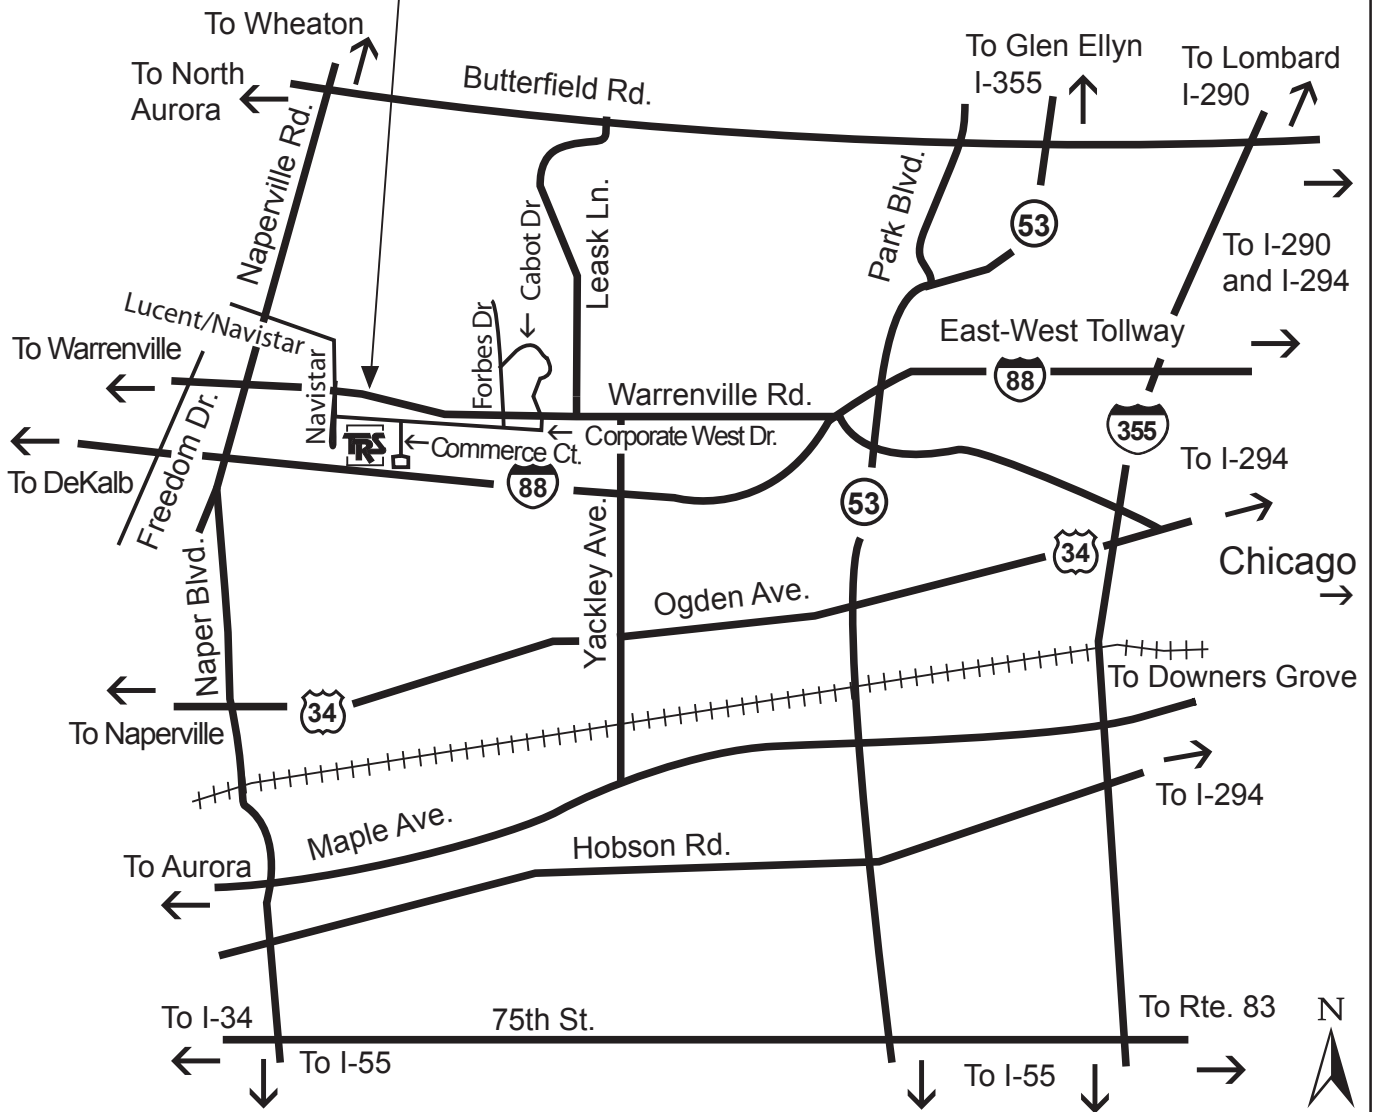 To Wheaton
To North
Aurora
Butterfield Rd.
To Glen Ellyn
I-355
To Lombard
I-290
Naperville Rd.
Leask Ln.
Cabot Dr
Park Blvd.
53
To I-290
and I-294
Lucent/Navistar
Forbes Dr
East-West Tollway
To Warrenville
Navistar
Warrenville Rd.
88
355
TRS
Commerce Ct.
Corporate West Dr.
To DeKalb
Freedom Dr.
88
53
To I-294
34
Chicago
Naper Blvd.
Yackley Ave.
Ogden Ave.
To Downers Grove
34
To Naperville
To I-294
Maple Ave.
Hobson Rd.
To Aurora
To I-34
75th St.
To Rte. 83
N
To I-55
To I-55